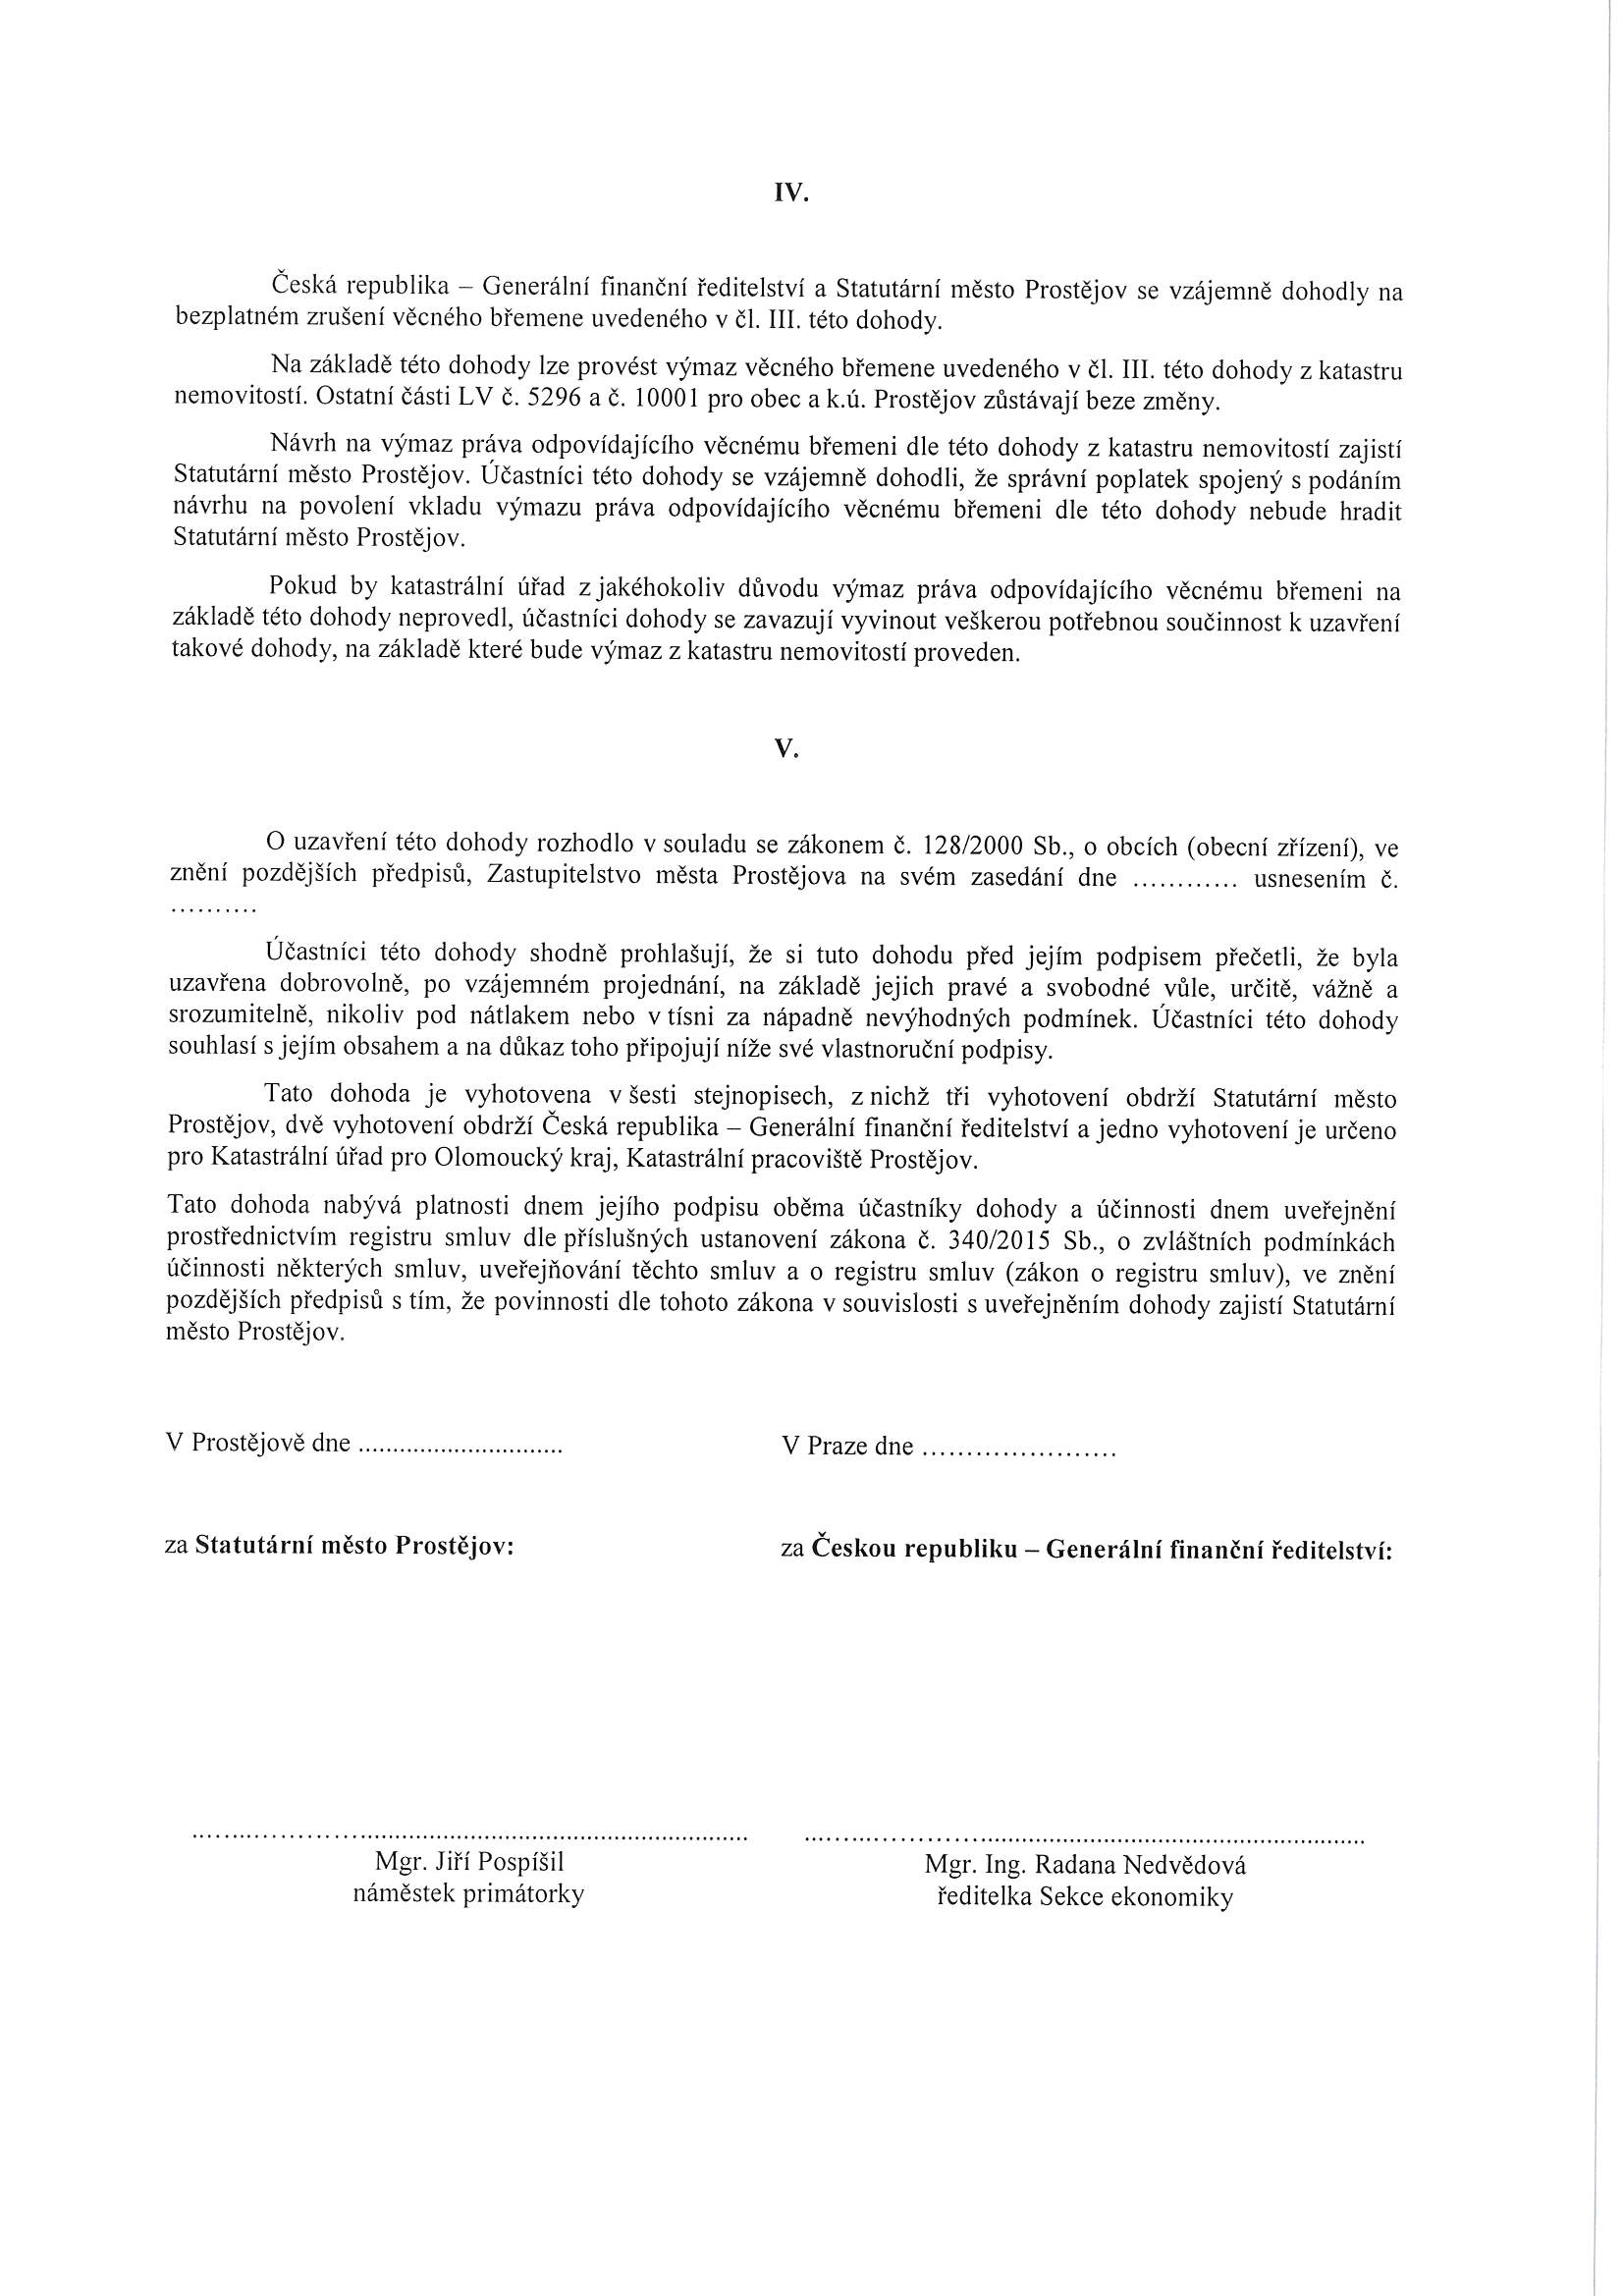 IV.
Česká republika – Generální finanční ředitelství a Statutární město Prostějov se vzájemně dohodly na
bezplatném zrušení věcného břemene uvedeného v čl. III. této dohody.
Na základě této dohody lze provést výmaz věcného břemene uvedeného v čl. III. této dohody z katastru
nemovitostí. Ostatní části LV č. 5296 a č. 10001 pro obec a k.ú. Prostějov zůstávají beze změny.
Návrh na výmaz práva odpovídajícího věcnému břemeni dle této dohody z katastru nemovitostí zajistí
Statutární město Prostějov. Účastníci této dohody se vzájemně dohodli, že správní poplatek spojený s podáním
návrhu na povolení vkladu výmazu práva odpovídajícího věcnému břemeni dle této dohody nebude hradit
Statutární město Prostějov.
Pokud by katastrální úřad z jakéhokoliv důvodu výmaz práva odpovídajícího věcnému břemeni na
základě této dohody neprovedl, účastníci dohody se zavazují vyvinout veškerou potřebnou součinnost k uzavření
takové dohody, na základě které bude výmaz z katastru nemovitostí proveden.
V.
O uzavření této dohody rozhodlo v souladu se zákonem č. 128/2000 Sb., o obcích (obecní zřízení), ve
znění pozdějších předpisů, Zastupitelstvo města Prostějova na svém zasedání dne ............ usnesením č.
..........
Účastníci této dohody shodně prohlašují, že si tuto dohodu před jejím podpisem přečetli, že byla
uzavřena dobrovolně, po vzájemném projednání, na základě jejich pravé a svobodné vůle, určitě, vážně a
srozumitelně, nikoliv pod nátlakem nebo v tísni za nápadně nevýhodných podmínek. Účastníci této dohody
souhlasí s jejím obsahem a na důkaz toho připojují níže své vlastnoruční podpisy.
Tato dohoda je vyhotovena v šesti stejnopisech, z nichž tři vyhotovení obdrží Statutární město
Prostějov, dvě vyhotovení obdrží Česká republika – Generální finanční ředitelství a jedno vyhotovení je určeno
pro Katastrální úřad pro Olomoucký kraj, Katastrální pracoviště Prostějov.
Tato dohoda nabývá platnosti dnem jejího podpisu oběma účastníky dohody a účinnosti dnem uveřejnění
prostřednictvím registru smluv dle příslušných ustanovení zákona č. 340/2015 Sb., o zvláštních podmínkách
účinnosti některých smluv, uveřejňování těchto smluv a o registru smluv (zákon o registru smluv), ve znění
pozdějších předpisů s tím, že povinnosti dle tohoto zákona v souvislosti s uveřejněním dohody zajistí Statutární
město Prostějov.
V Prostějově dne .............................. V Praze dne ......................
za Statutární město Prostějov: za Českou republiku – Generální finanční ředitelství:
................................................................................ ................................................................................
Mgr. Jiří Pospíšil Mgr. Ing. Radana Nedvědová
náměstek primátorky ředitelka Sekce ekonomiky